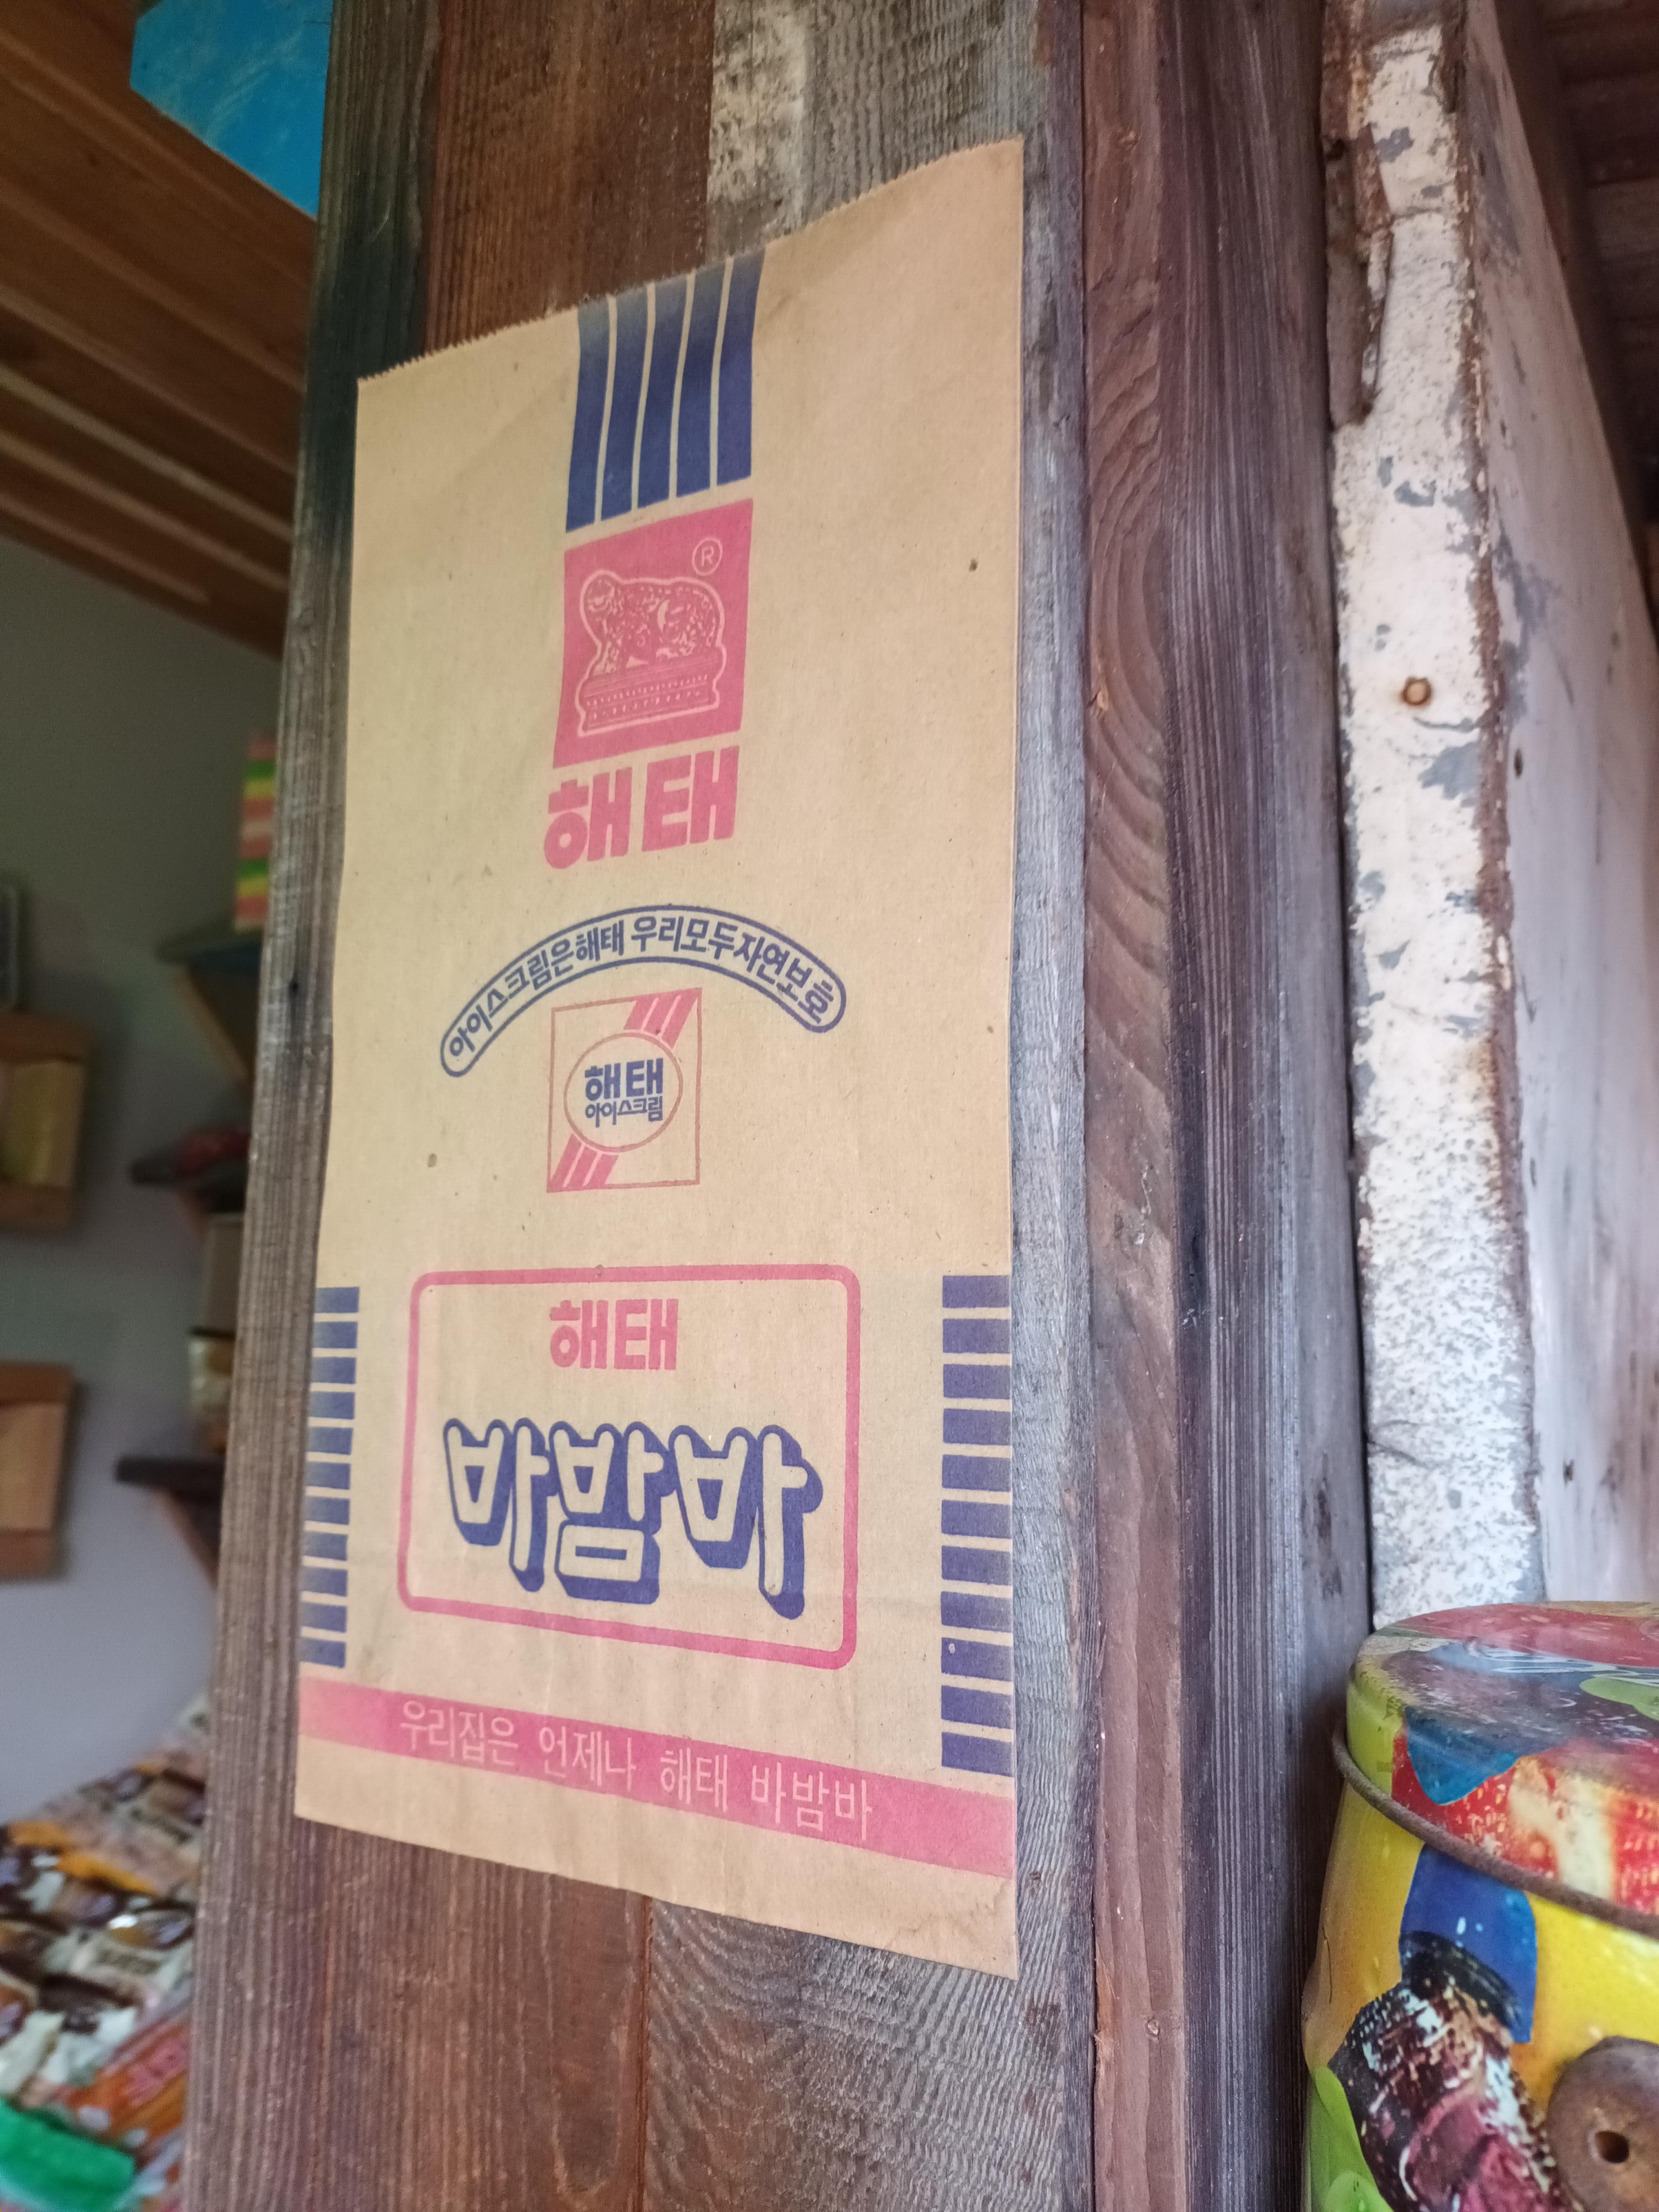 ®
해태
아이스크림은해태 우리모두자연보호
해태
아이스크림
해태
바밤바
우리집은 언제나 해태 바밤바